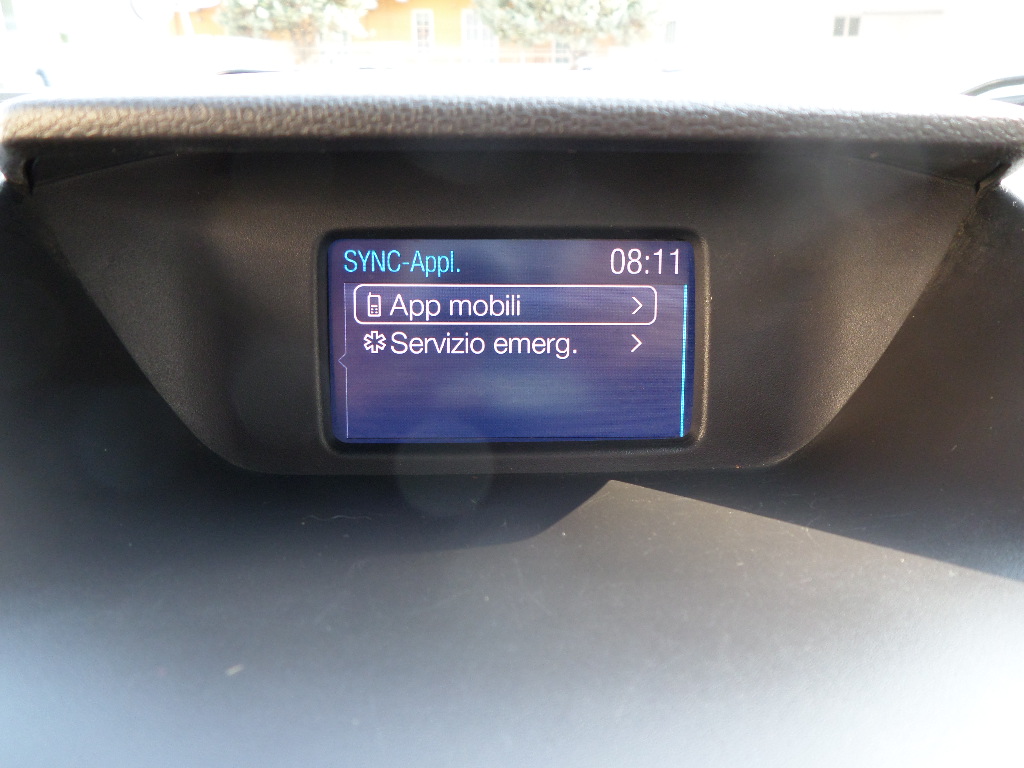 SYNC-Appl. 08:11
App mobili
Servizio emerg.